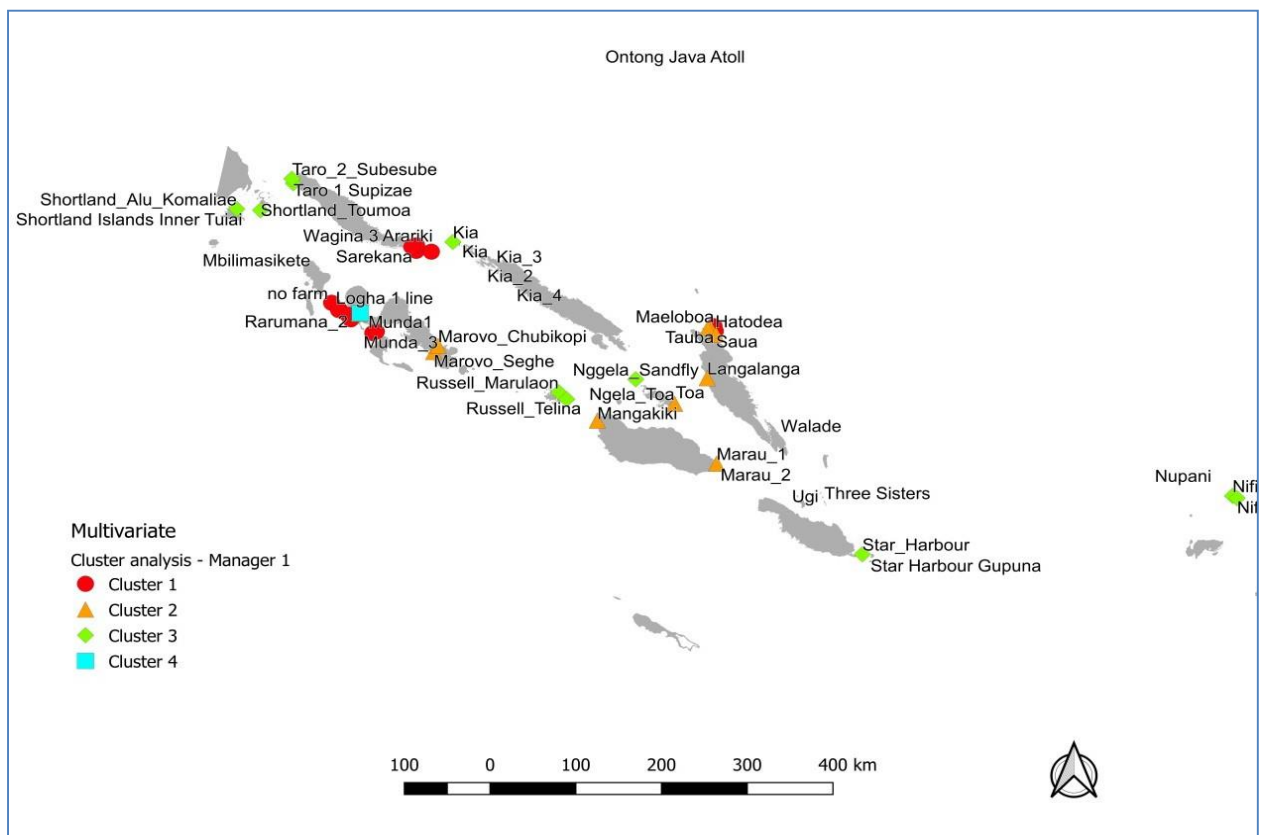 Ontong Java Atoll
Taro_2_Subesube
Taro 1 Supizae
Shortland_Alu_Komaliae
Shortland_Toumoa
Shortland Islands Inner Tuiai
Wagina 3 Arariki
Kia
Sarekana
Kia
Kia_3
Mbilimasikete
Kia_2
no farm
Logha 1 line
Kia_4
Rarumana_2
Munda1
Maeloboa
Hatodea
Munda_3
Marovo_Chubikopi
Tauba
Saua
Marovo_Seghe
Nggela_Sandfly
Langalanga
Russell_Marulaon
Ngela_Toa
Toa
Russell_Telina
Mangakiki
Walade
Marau_1
Marau_2
Nupani
Nifi
Ugi
Three Sisters
Nif
Star_Harbour
Star Harbour Gupuna
Multivariate
Cluster analysis - Manager 1
Cluster 1
Cluster 2
Cluster 3
Cluster 4
100 0 100 200 300 400 km